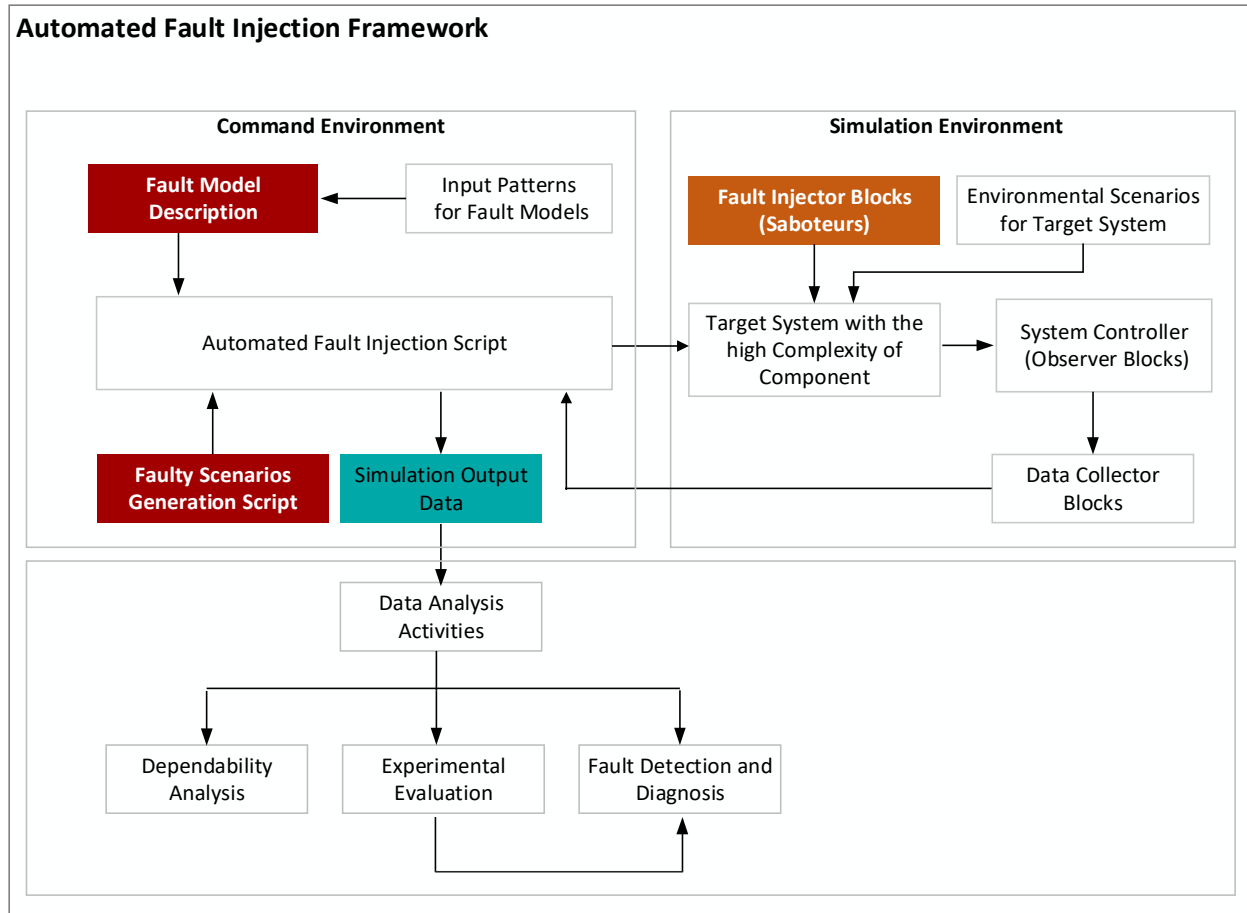 Automated Fault Injection Framework
Command Environment
Fault Model
Description
Input Patterns
for Fault Models
Automated Fault Injection Script
Faulty Scenarios
Generation Script
Simulation Output
Data
Simulation Environment
Fault Injector Blocks
(Saboteurs)
Environmental Scenarios
for Target System
Target System with the
high Complexity of
Component
System Controller
(Observer Blocks)
Data Collector
Blocks
Data Analysis
Activities
Dependability
Analysis
Experimental
Evaluation
Fault Detection and
Diagnosis